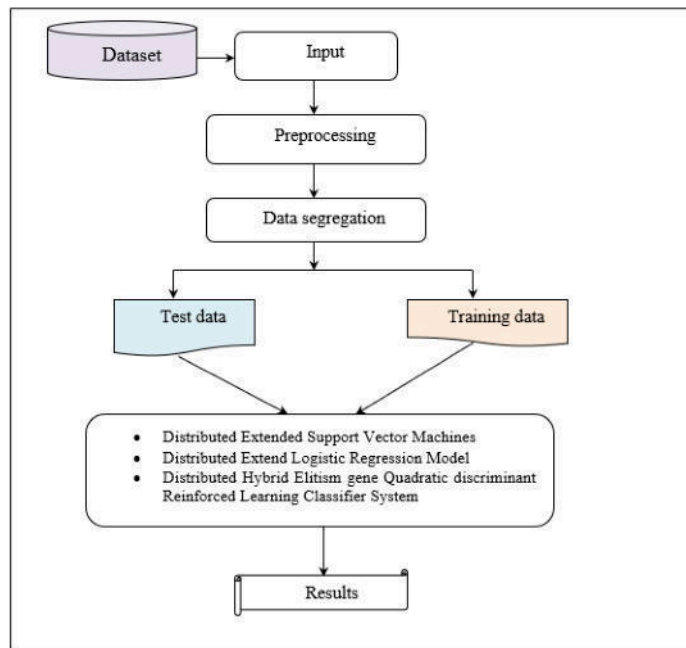 Dataset
Input
Preprocessing
Data segregation
Test data
Training data
• Distributed Extended Support Vector Machines
• Distributed Extend Logistic Regression Model
• Distributed Hybrid Elitism gene Quadratic discriminant
Reinforced Learning Classifier System
Results